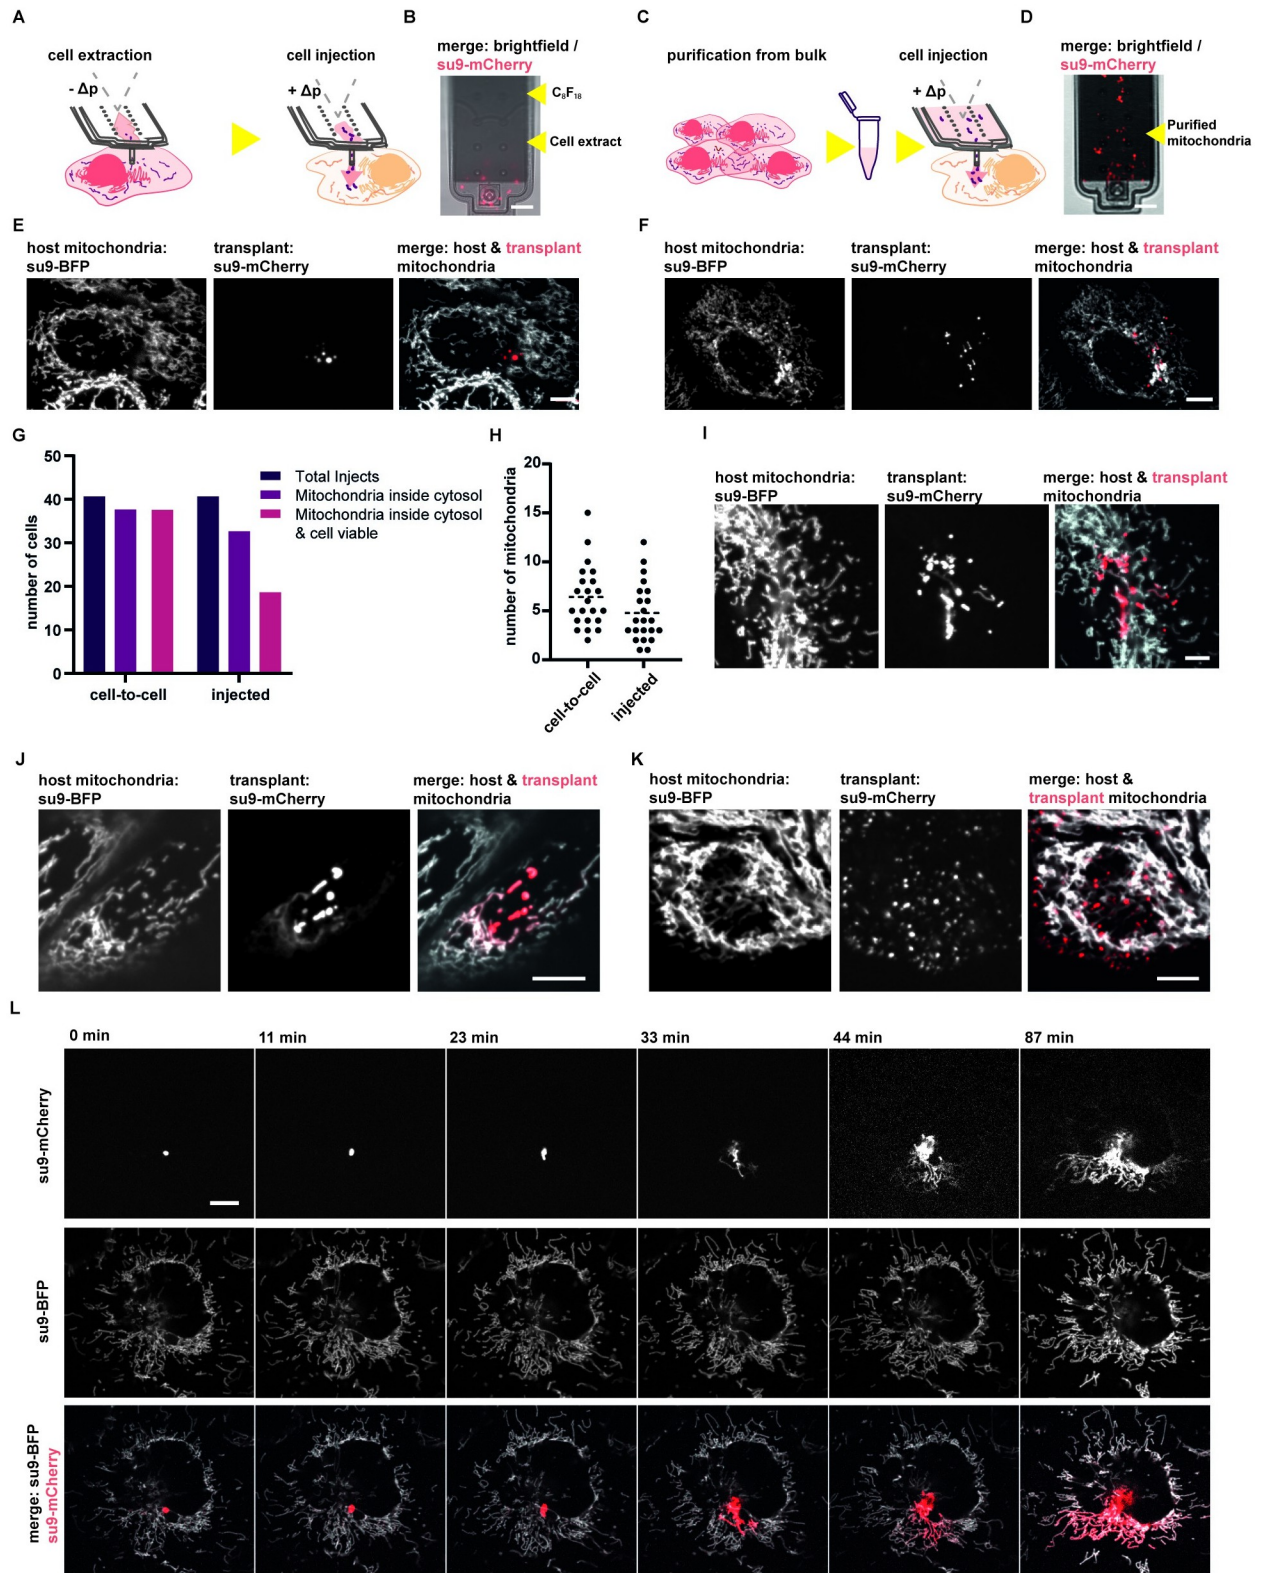 A
B
C
D
cell extraction
cell injection
merge: brightfield /
su9-mCherry
purification from bulk
cell injection
merge: brightfield /
su9-mCherry
- Δp
+ Δp
C₈F₁₈
Cell extract
+ Δp
Purified
mitochondria
E
host mitochondria:
su9-BFP
transplant:
su9-mCherry
merge: host & transplant
mitochondria
F
host mitochondria:
su9-BFP
transplant:
su9-mCherry
merge: host & transplant
mitochondria
G
number of cells
50
40
30
20
10
0
Total Injects
Mitochondria inside cytosol
Mitochondria inside cytosol
& cell viable
cell-to-cell
injected
H
number of mitochondria
20
15
10
5
0
cell-to-cell
injected
I
host mitochondria:
su9-BFP
transplant:
su9-mCherry
merge: host & transplant
mitochondria
J
host mitochondria:
su9-BFP
transplant:
su9-mCherry
merge: host & transplant
mitochondria
K
host mitochondria:
su9-BFP
transplant:
su9-mCherry
merge: host &
transplant mitochondria
L
0 min
11 min
23 min
33 min
44 min
87 min
su9-mCherry
su9-BFP
merge: su9-BFP
su9-mCherry